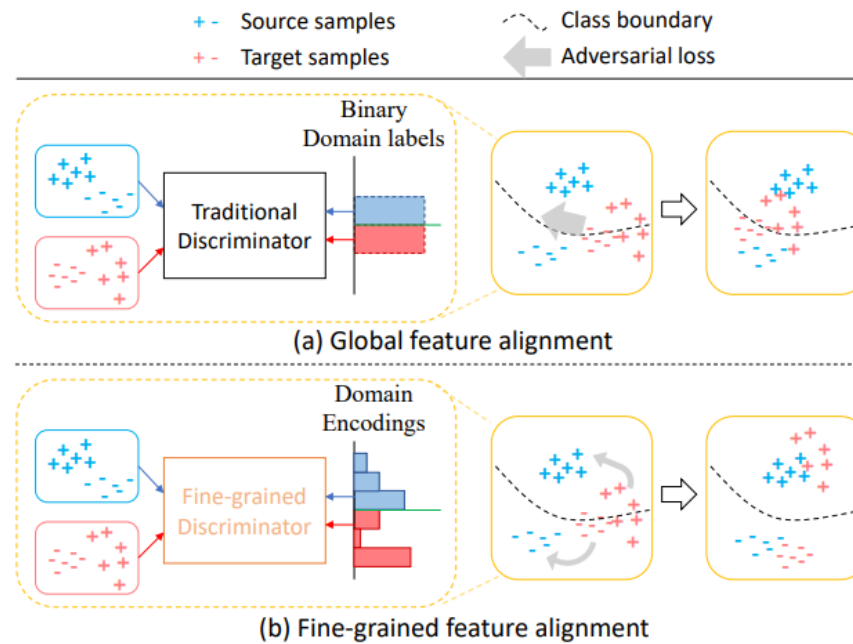 + - Source samples
Class boundary
+ - Target samples
Adversarial loss
Binary
Domain labels
Traditional
Discriminator
(a) Global feature alignment
Domain
Encodings
Fine-grained
Discriminator
(b) Fine-grained feature alignment